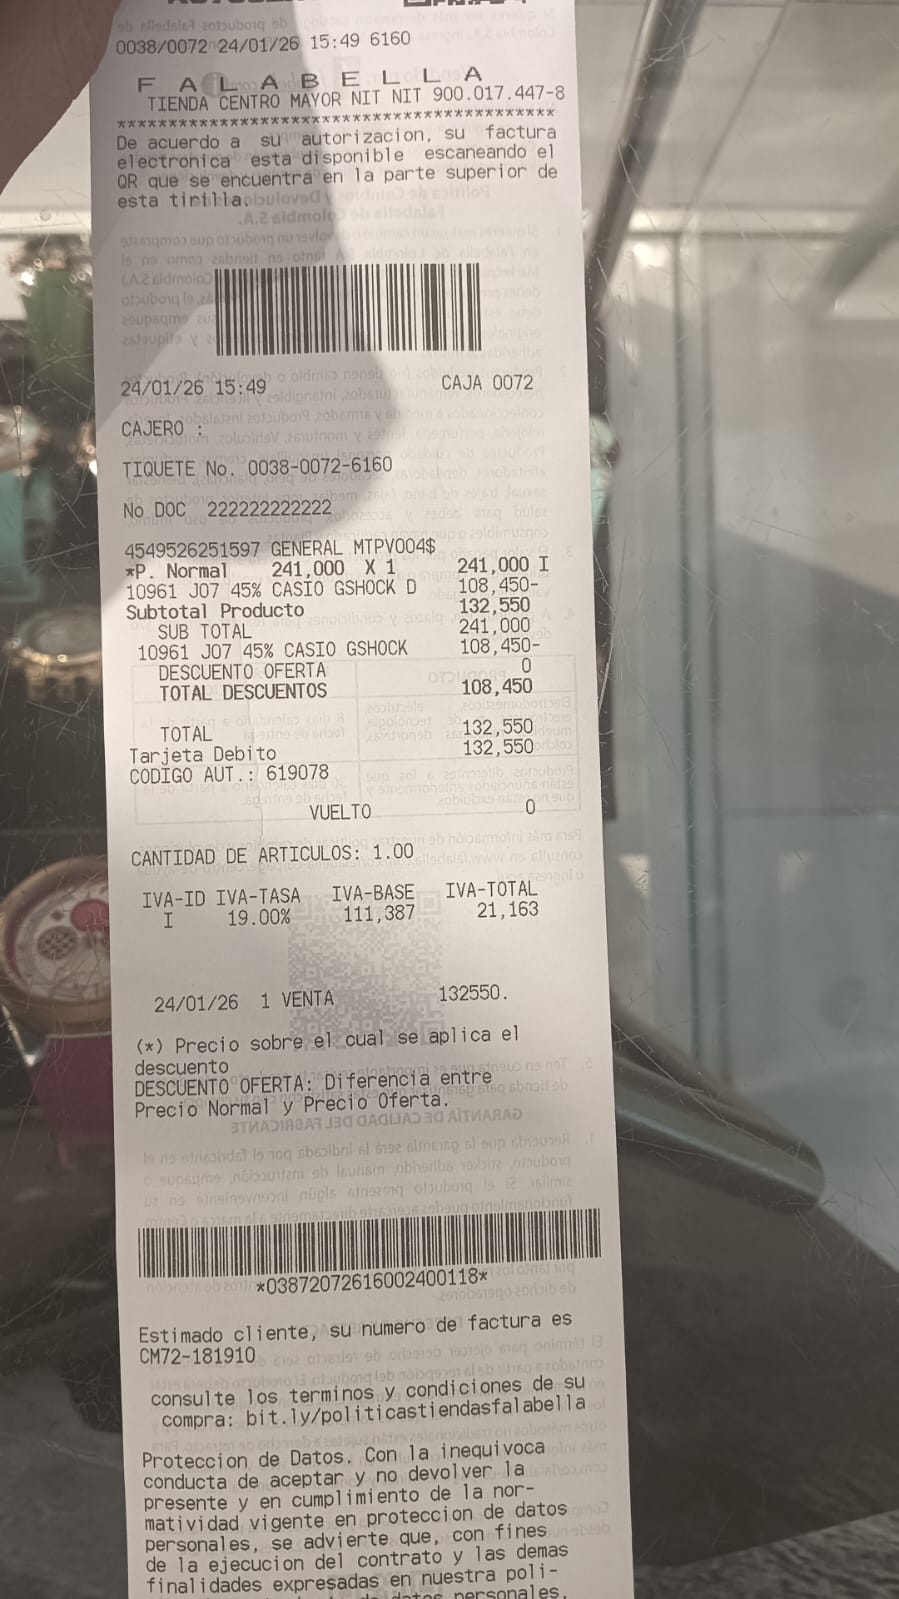 0038/0072 24/01/26 15:49 6160
F A L A B E L L A
TIENDA CENTRO MAYOR NIT NIT 900.017.447-8
******************************************
De acuerdo a su autorizacion, su factura
electronica esta disponible escaneando el
QR que se encuentra en la parte superior de
esta tirilla.
24/01/26 15:49 CAJA 0072
CAJERO :
TIQUETE No. 0038-0072-6160
No DOC 222222222222
4549526251597 GENERAL MTPV004$
*P. Normal 241,000 X 1 241,000 I
10961 J07 45% CASIO GSHOCK D 108,450-
Subtotal Producto 132,550
SUB TOTAL 241,000
10961 J07 45% CASIO GSHOCK 108,450-
DESCUENTO OFERTA 0
TOTAL DESCUENTOS 108,450
TOTAL 132,550
Tarjeta Debito 132,550
CODIGO AUT.: 619078
VUELTO 0
CANTIDAD DE ARTICULOS: 1.00
IVA-ID IVA-TASA IVA-BASE IVA-TOTAL
I 19.00% 111,387 21,163
24/01/26 1 VENTA 132550.
(*) Precio sobre el cual se aplica el
descuento
DESCUENTO OFERTA: Diferencia entre
Precio Normal y Precio Oferta.
*03872072616002400118*
Estimado cliente, su numero de factura es
CM72-181910
consulte los terminos y condiciones de su
compra: bit.ly/politicastiendasfalabella
Proteccion de Datos. Con la inequivoca
conducta de aceptar y no devolver la
presente y en cumplimiento de la nor-
matividad vigente en proteccion de datos
personales, se advierte que, con fines
de la ejecucion del contrato y las demas
finalidades expresadas en nuestra poli-
datos personales,